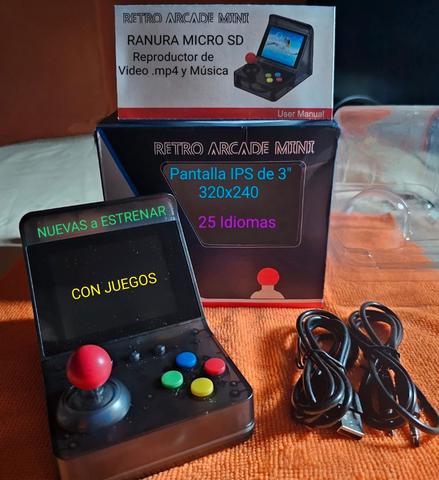 RETRO ARCADE MINI
RANURA MICRO SD
Reproductor de
Video .mp4 y Música
User Manual
RETRO ARCADE MINI
Pantalla IPS de 3"
320x240
25 Idiomas
NUEVAS a ESTRENAR
CON JUEGOS